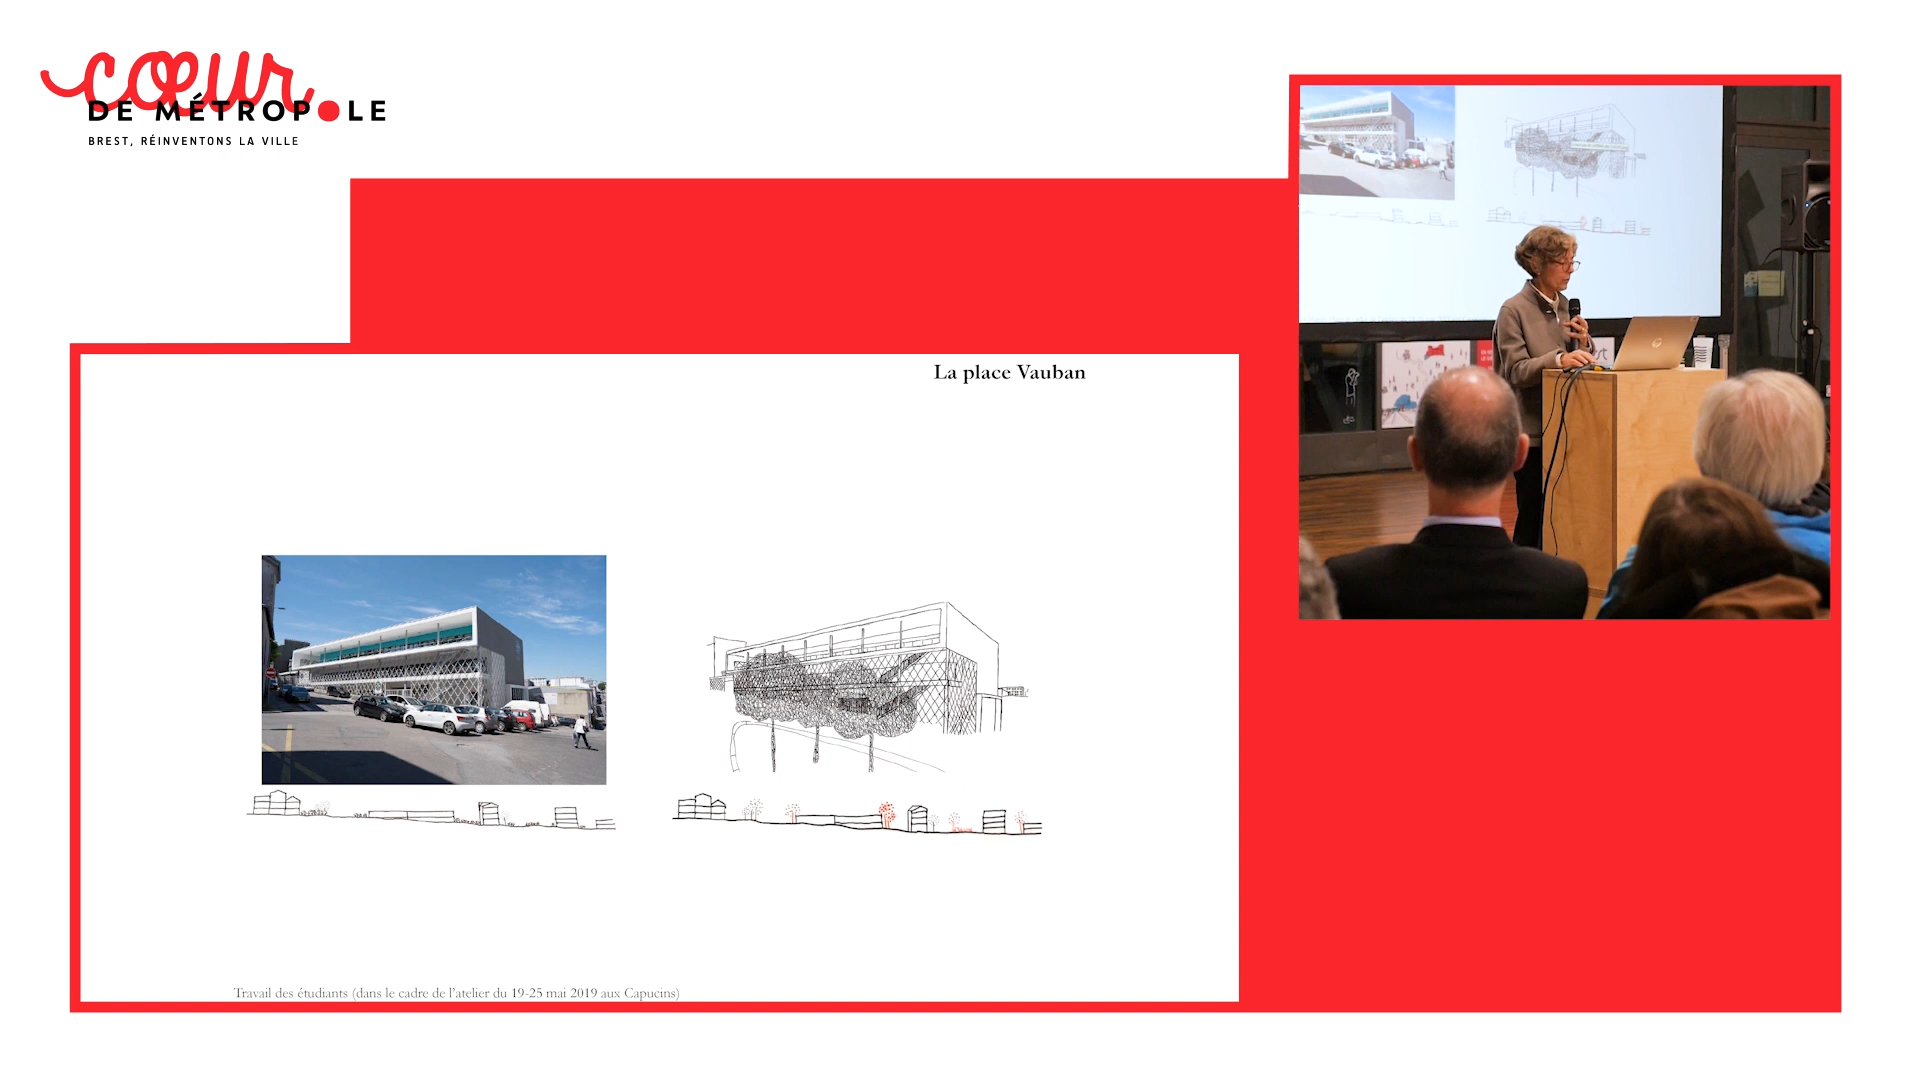 cœur
DE MÉTROPOLE
BREST, RÉINVENTONS LA VILLE
La place Vauban
Travail des étudiants (dans le cadre de l'atelier du 19-25 mai 2019 aux Capucins)